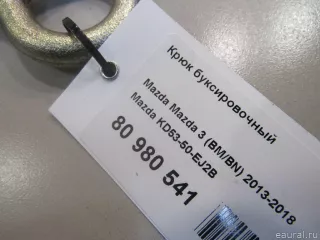 Крюк буксировочный
Mazda Mazda 3 (BM/BN) 2013-2018
Mazda KD53-50-EJ2B
80 980 541
eaural.ru